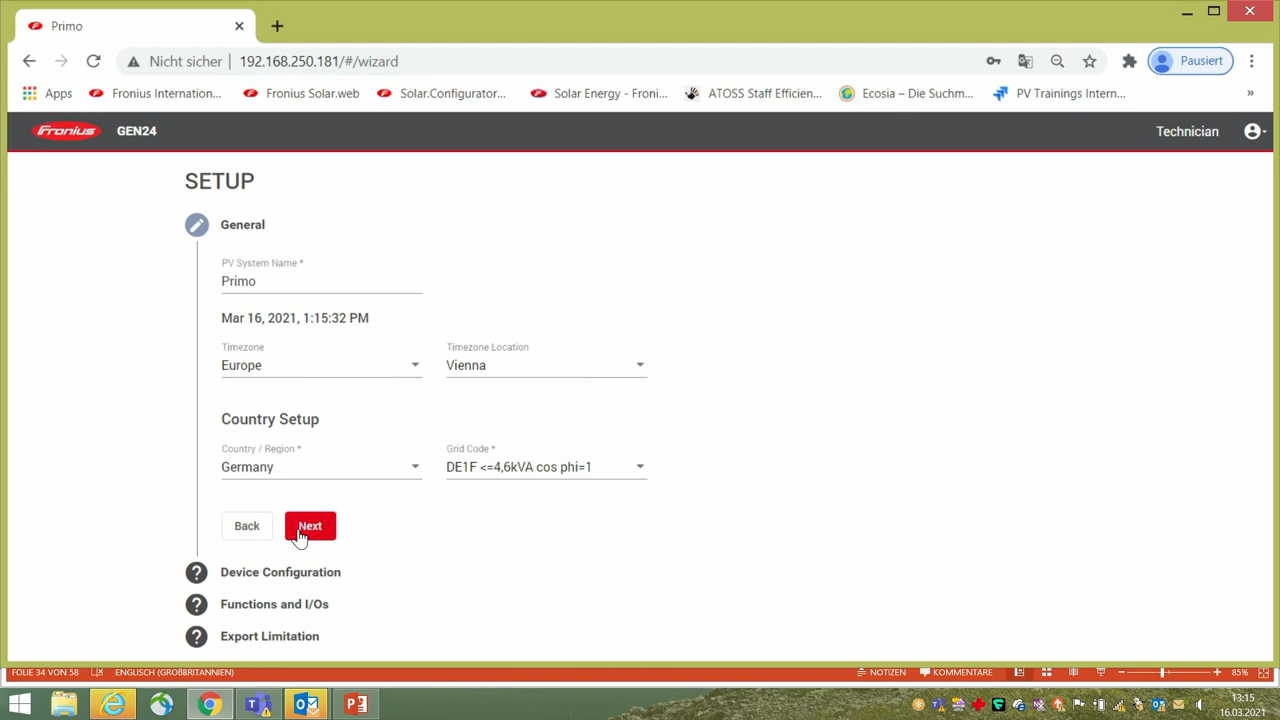 Primo
Nicht sicher 192.168.250.181/#/wizard
Pausiert
Apps Fronius Internation... Fronius Solar.web Solar.Configurator... Solar Energy - Froni... ATOSS Staff Efficien... Ecosia – Die Suchm... PV Trainings Intern... »
Fronius GEN24 Technician
SETUP
General
PV System Name *
Primo
Mar 16, 2021, 1:15:32 PM
Timezone Timezone Location
Europe Vienna
Country Setup
Country / Region * Grid Code *
Germany DE1F <=4,6kVA cos phi=1
Back Next
? Device Configuration
? Functions and I/Os
? Export Limitation
FOLIE 34 VON 58 ENGLISCH (GROßBRITANNIEN) NOTIZEN KOMMENTARE 85%
13:15
16.03.2021